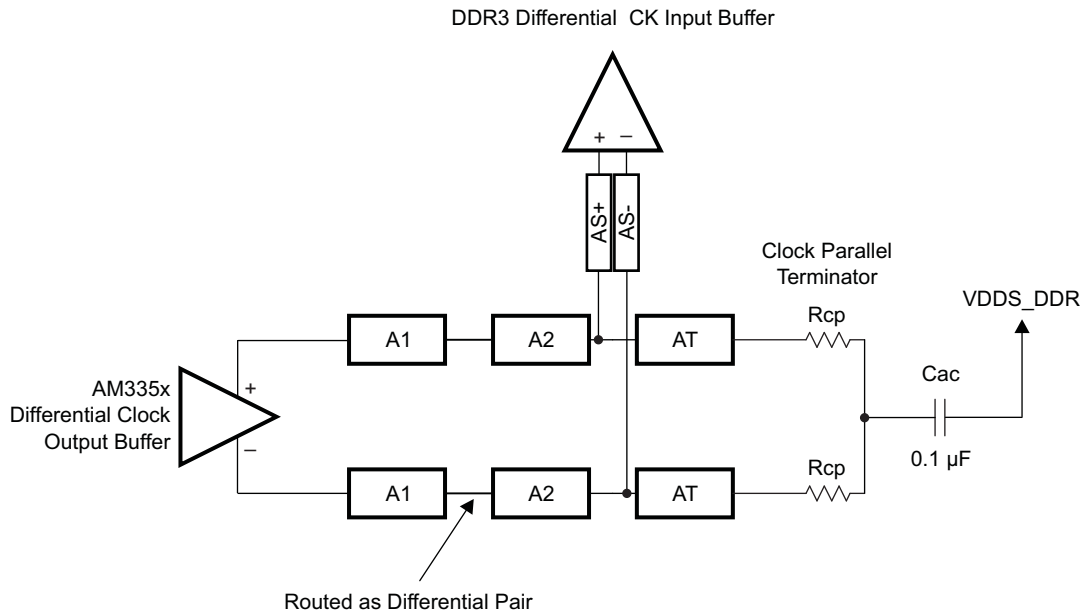 DDR3 Differential CK Input Buffer
+ –
AS+
AS-
Clock Parallel
Terminator
Rcp
VDDS_DDR
A1
A2
AT
Cac
AM335x
Differential Clock
Output Buffer
+
–
0.1 µF
Rcp
A1
A2
AT
Routed as Differential Pair